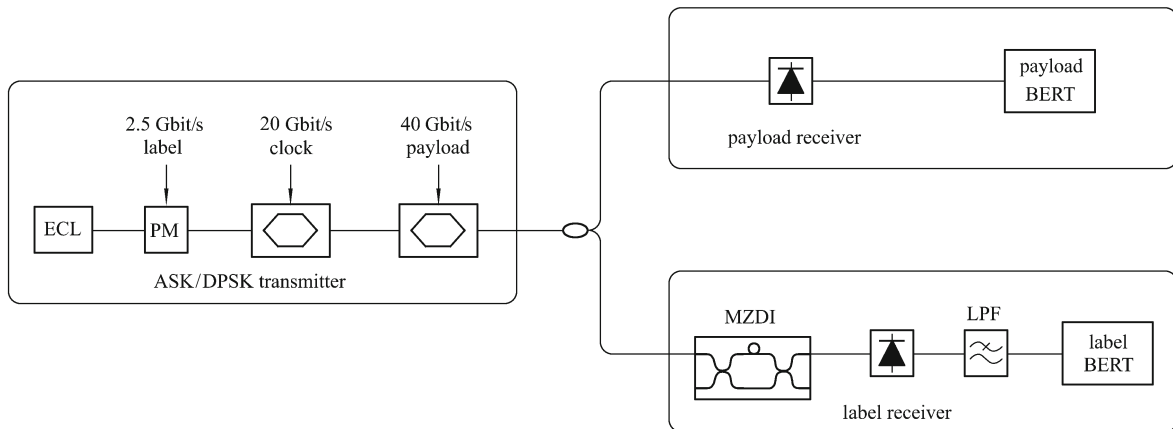 2.5 Gbit/s
label
20 Gbit/s
clock
40 Gbit/s
payload
ECL
PM
ASK/DPSK transmitter
payload
BERT
payload receiver
MZDI
LPF
label
BERT
label receiver